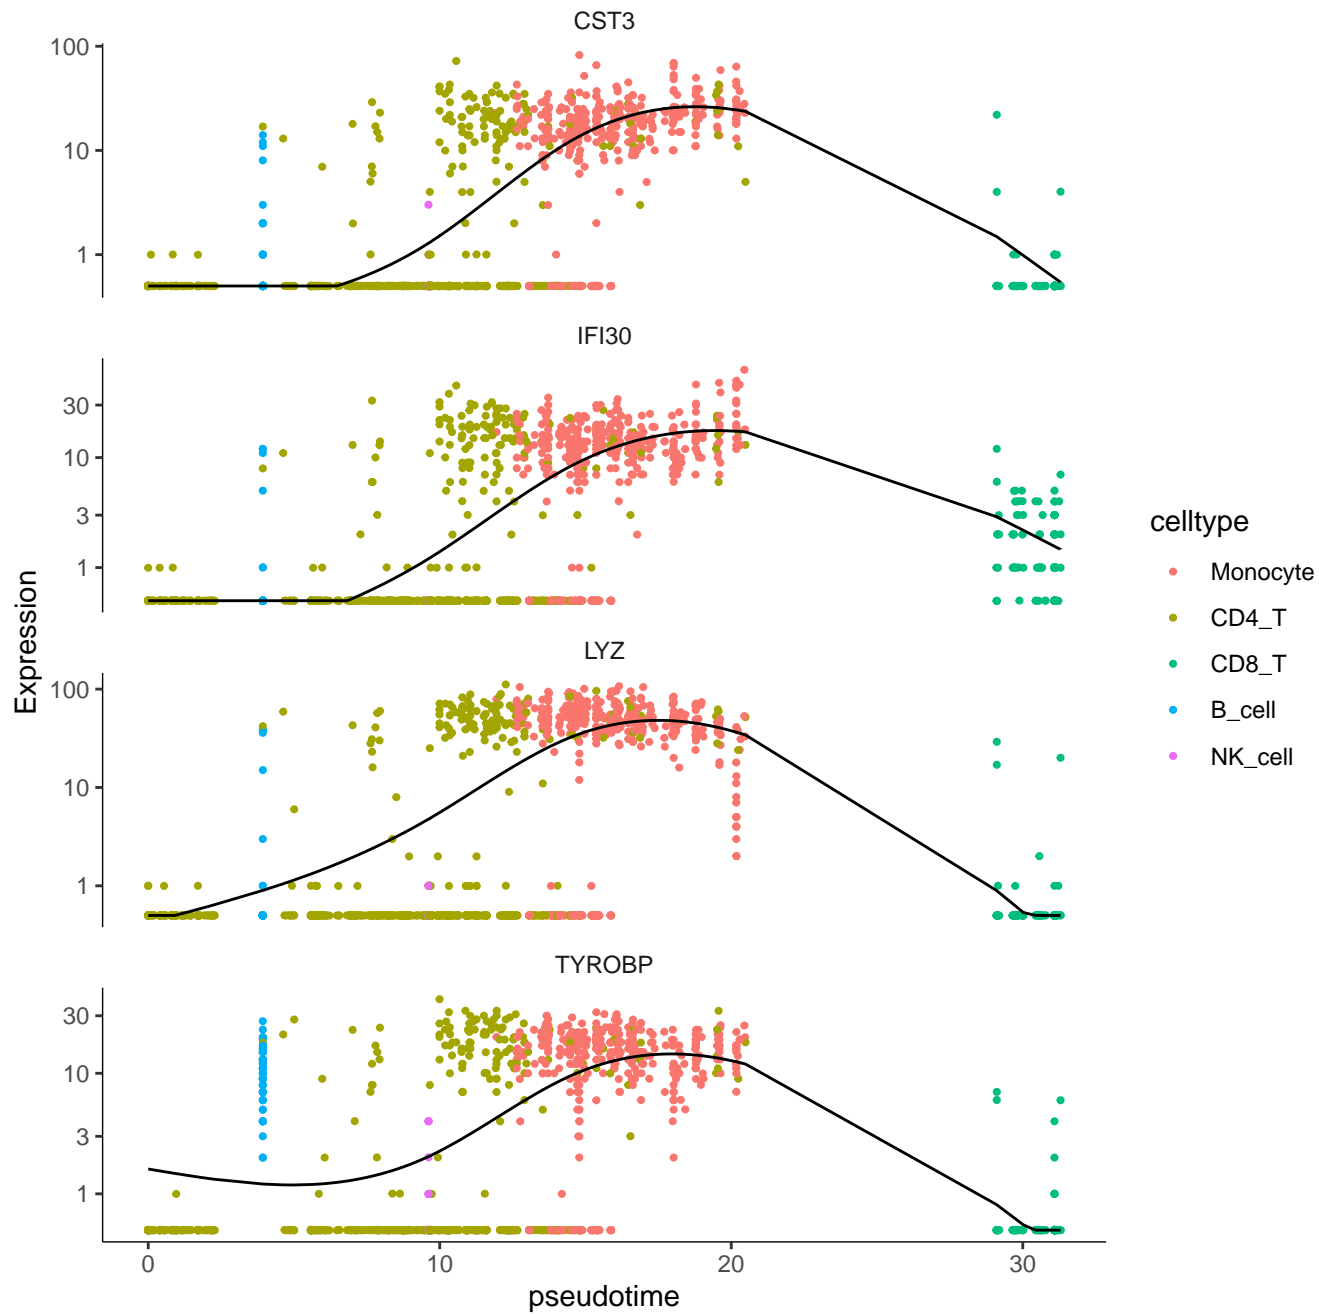 CST3
100
10
1
IFI30
30
10
3
1
LYZ
100
10
1
TYROBP
30
10
3
1
0 10 20 30
pseudotime
Expression
celltype
Monocyte
CD4_T
CD8_T
B_cell
NK_cell